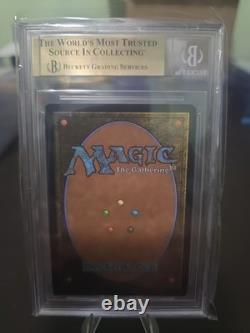 The World's Most Trusted
Source In Collecting
Beckett Grading Services
Magic
The Gathering